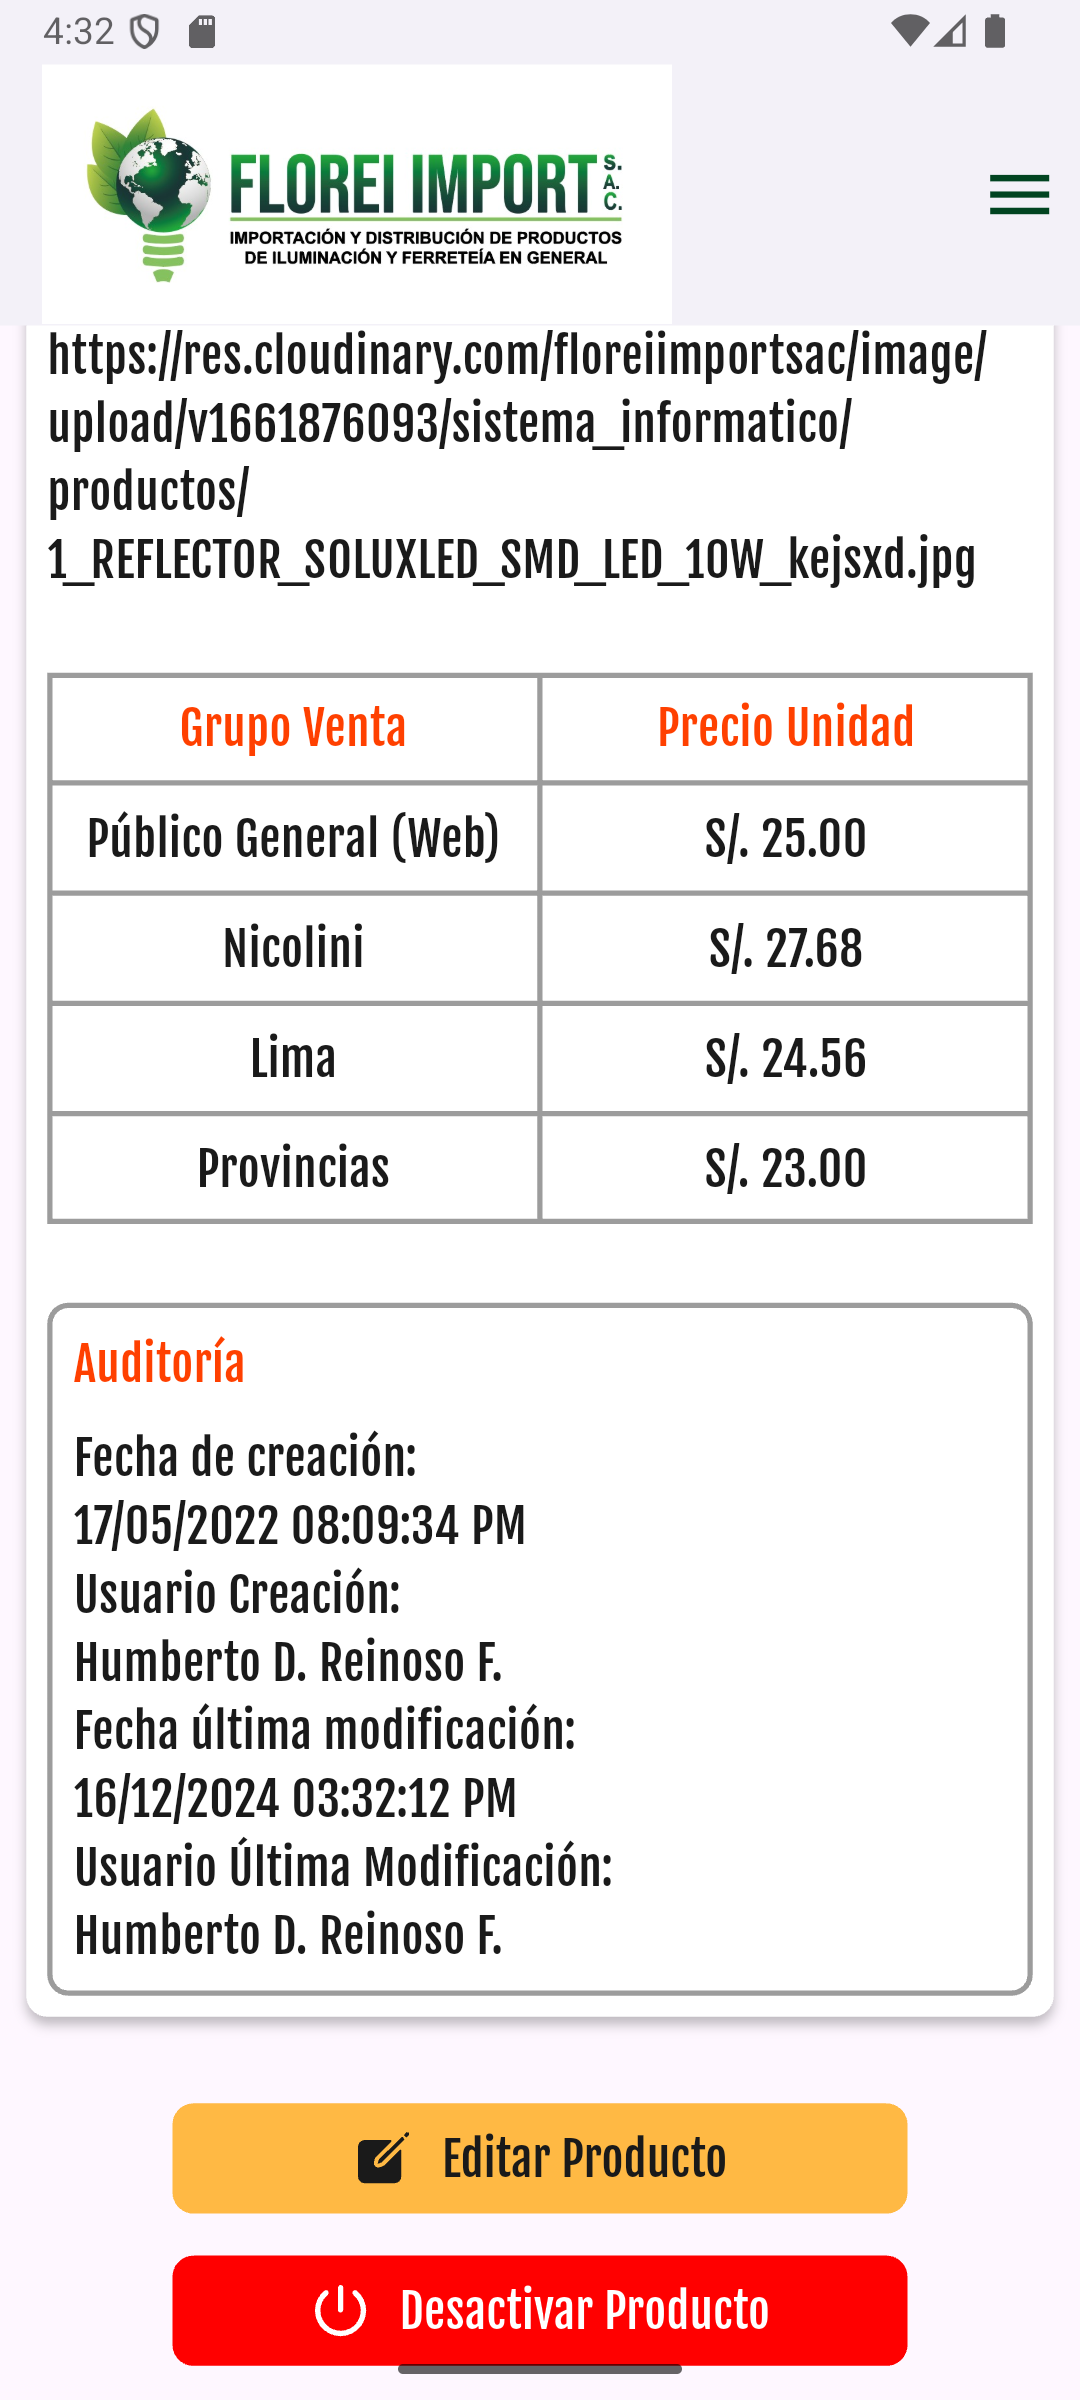 4:32
FLOREI IMPORT S. A. C.
IMPORTACIÓN Y DISTRIBUCIÓN DE PRODUCTOS
DE ILUMINACIÓN Y FERRETEÍA EN GENERAL
https://res.cloudinary.com/floreiimportsac/image/
upload/v1661876093/sistema_informatico/
productos/
1_REFLECTOR_SOLUXLED_SMD_LED_10W_kejsxd.jpg
Grupo Venta Precio Unidad
Público General (Web) S/. 25.00
Nicolini S/. 27.68
Lima S/. 24.56
Provincias S/. 23.00
Auditoría
Fecha de creación:
17/05/2022 08:09:34 PM
Usuario Creación:
Humberto D. Reinoso F.
Fecha última modificación:
16/12/2024 03:32:12 PM
Usuario Última Modificación:
Humberto D. Reinoso F.
Editar Producto
Desactivar Producto